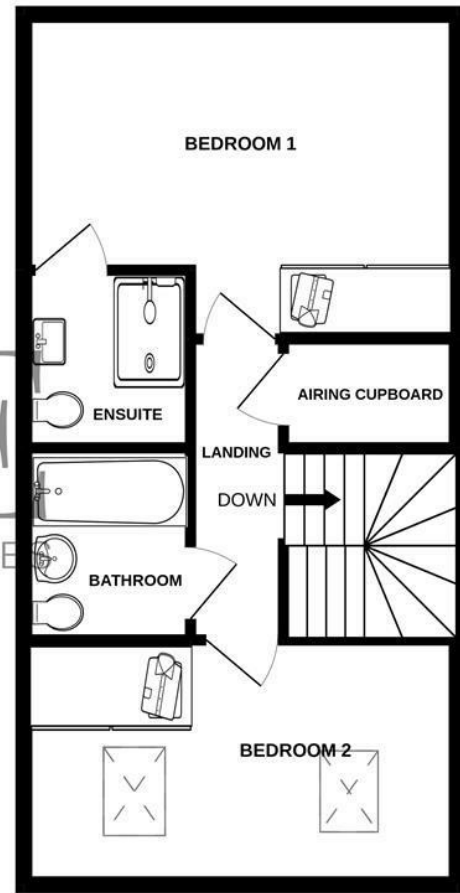 BEDROOM 1
ENSUITE
AIRING CUPBOARD
LANDING
DOWN
BATHROOM
BEDROOM 2